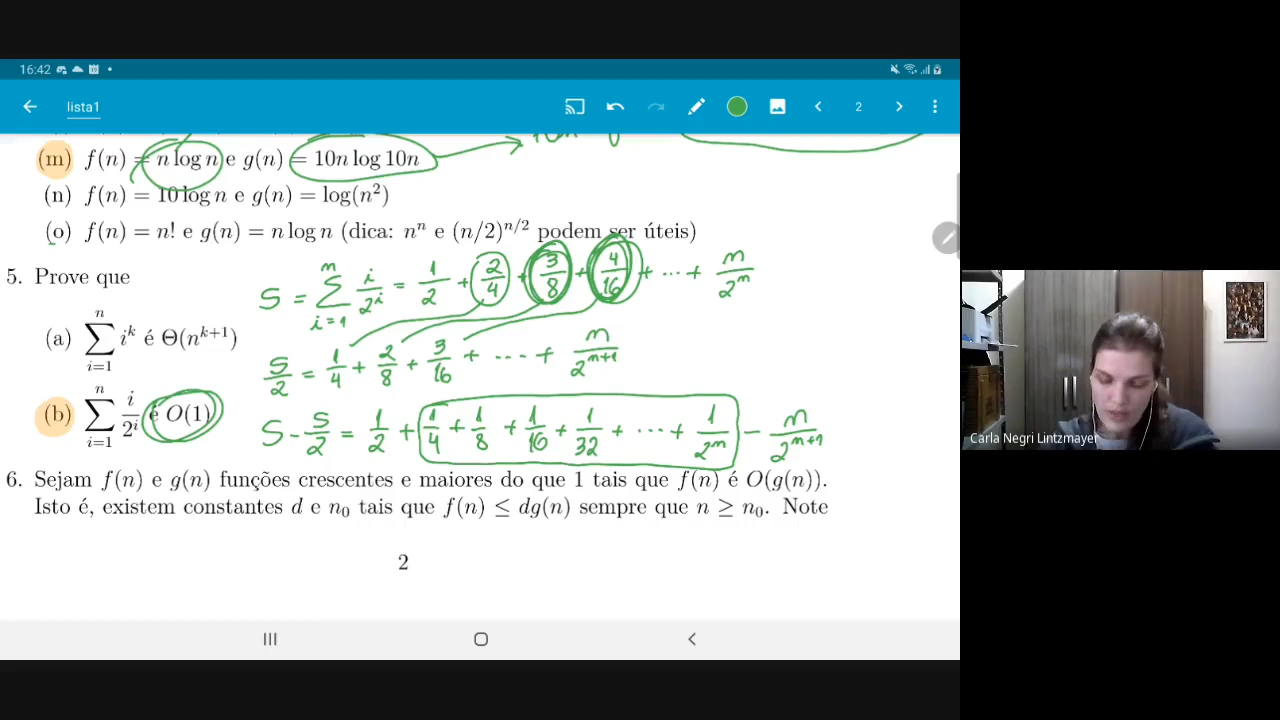 16:42
lista1
2
(m) f(n) = n log n e g(n) = 10n log 10n
(n) f(n) = 10 log n e g(n) = log(n²)
(o) f(n) = n! e g(n) = n log n (dica: nⁿ e (n/2)^{n/2} podem ser úteis)
5. Prove que
S = ∑_{i=1}^{n} i/2^i = 1/2 + 2/4 + 3/8 + 4/16 + ... + n/2^n
(a) ∑_{i=1}^{n} i^k é Θ(n^{k+1})
S/2 = 1/4 + 2/8 + 3/16 + ... + n/2^{n+1}
(b) ∑_{i=1}^{n} i/2^i é O(1)
S - S/2 = 1/2 + 1/4 + 1/8 + 1/16 + 1/32 + ... + 1/2^n - n/2^{n+1}
6. Sejam f(n) e g(n) funções crescentes e maiores do que 1 tais que f(n) é O(g(n)).
Isto é, existem constantes d e n₀ tais que f(n) ≤ dg(n) sempre que n ≥ n₀. Note
2
Carla Negri Lintzmayer